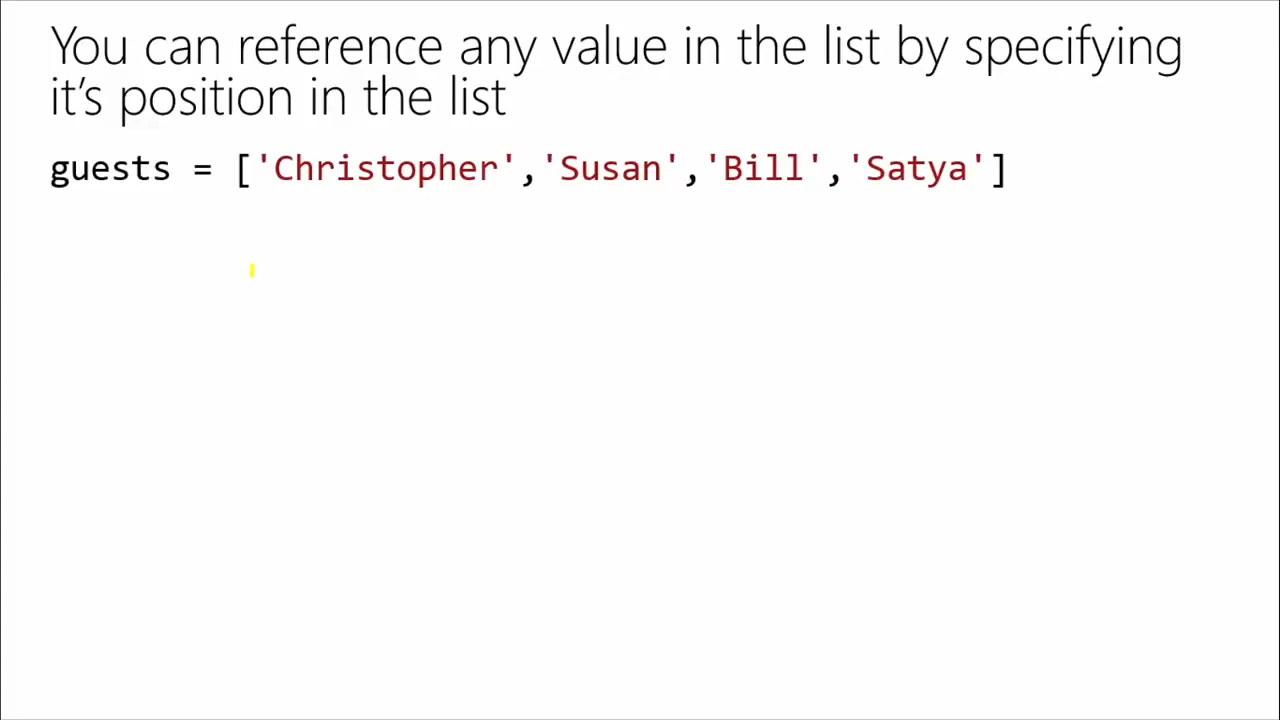 You can reference any value in the list by specifying
it’s position in the list
guests = ['Christopher','Susan','Bill','Satya']